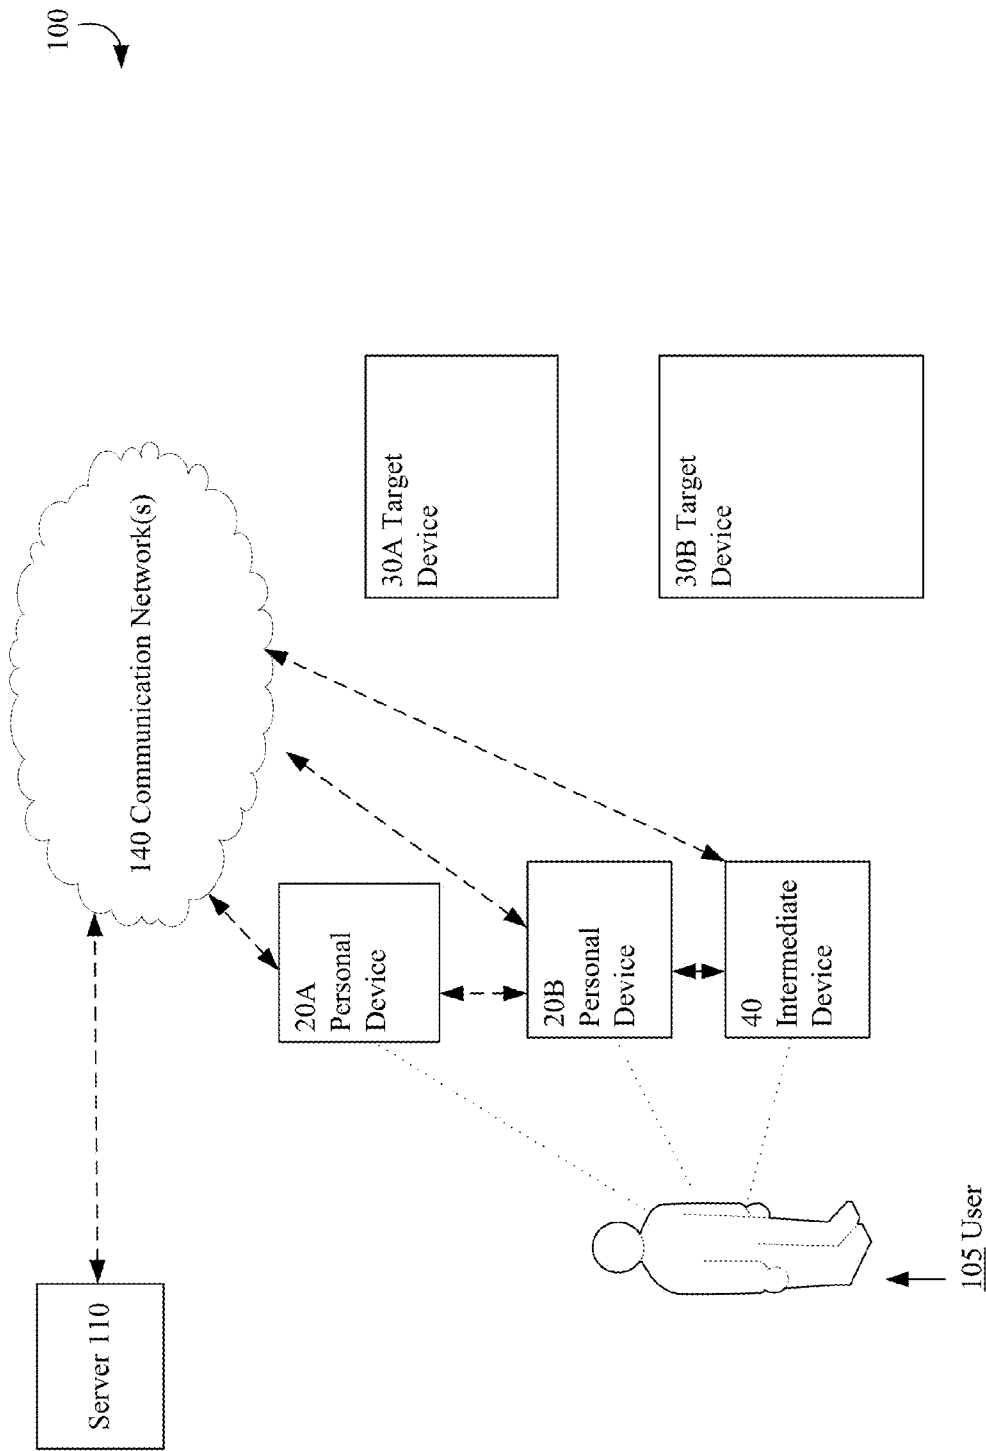 100
140 Communication Network(s)
Server 110
20A
Personal
Device
30A Target
Device
20B
Personal
Device
30B Target
Device
40
Intermediate
Device
105 User